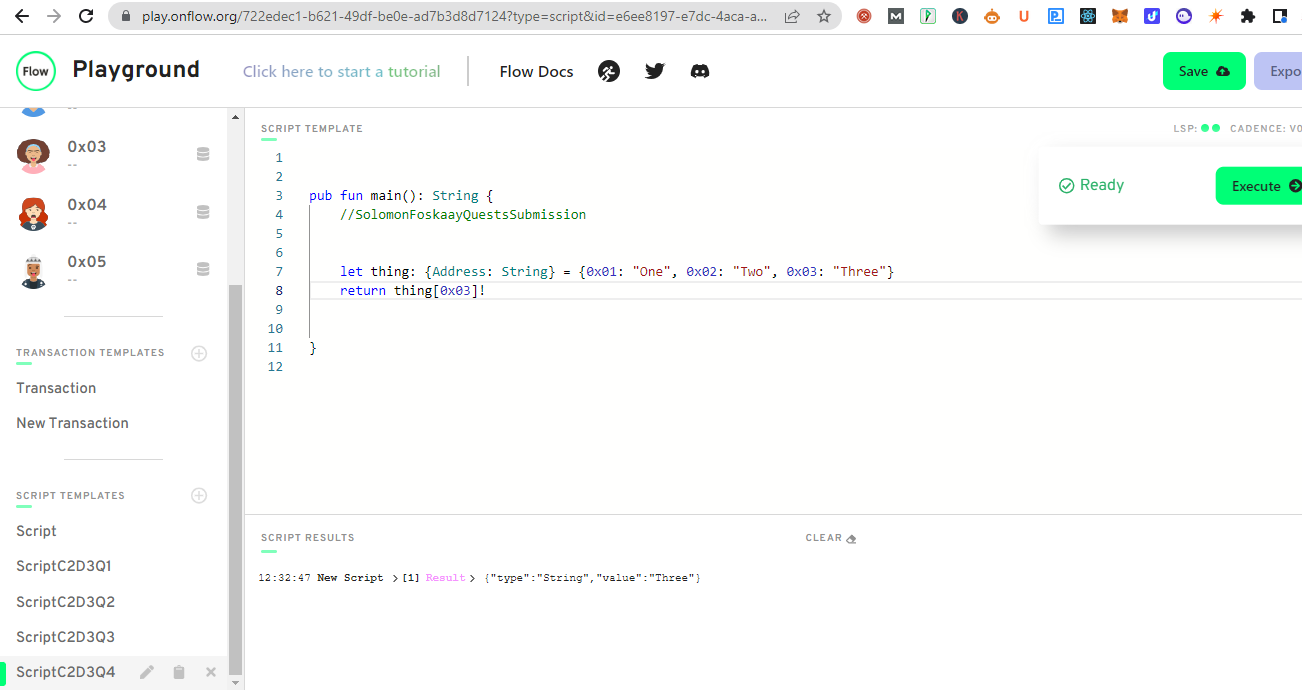 play.onflow.org/722edec1-b621-49df-be0e-ad7b3d8d7124?type=script&id=e6ee8197-e7dc-4aca-a...
Flow
Playground
Click here to start a tutorial
Flow Docs
Save
Expo
--
0x03
--
0x04
--
0x05
--
TRANSACTION TEMPLATES
Transaction
New Transaction
SCRIPT TEMPLATES
Script
ScriptC2D3Q1
ScriptC2D3Q2
ScriptC2D3Q3
ScriptC2D3Q4
SCRIPT TEMPLATE
LSP:
CADENCE: V0
Ready
Execute
1
2
3 pub fun main(): String {
4 //SolomonFoskaayQuestsSubmission
5
6
7 let thing: {Address: String} = {0x01: "One", 0x02: "Two", 0x03: "Three"}
8 return thing[0x03]!
9
10
11 }
12
SCRIPT RESULTS
CLEAR
12:32:47 New Script > [1] Result > {"type":"String","value":"Three"}